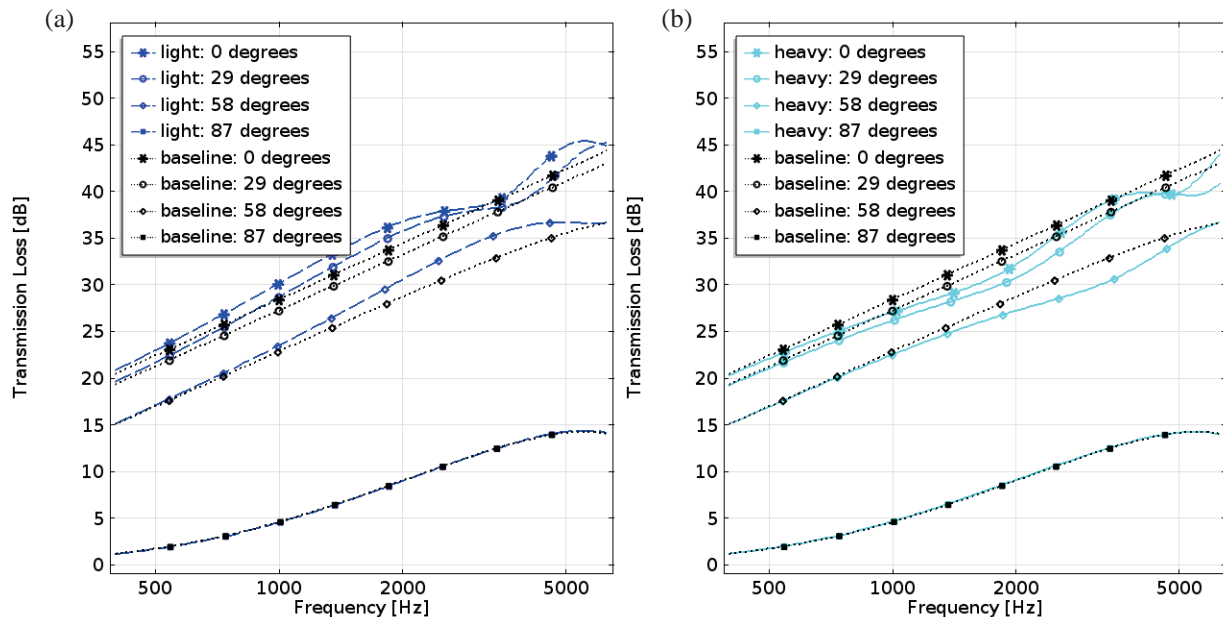 (a)
Transmission Loss [dB]
55
50
45
40
35
30
25
20
15
10
5
0
light: 0 degrees
light: 29 degrees
light: 58 degrees
light: 87 degrees
baseline: 0 degrees
baseline: 29 degrees
baseline: 58 degrees
baseline: 87 degrees
500 1000 2000 5000
Frequency [Hz]
(b)
Transmission Loss [dB]
55
50
45
40
35
30
25
20
15
10
5
0
heavy: 0 degrees
heavy: 29 degrees
heavy: 58 degrees
heavy: 87 degrees
baseline: 0 degrees
baseline: 29 degrees
baseline: 58 degrees
baseline: 87 degrees
500 1000 2000 5000
Frequency [Hz]